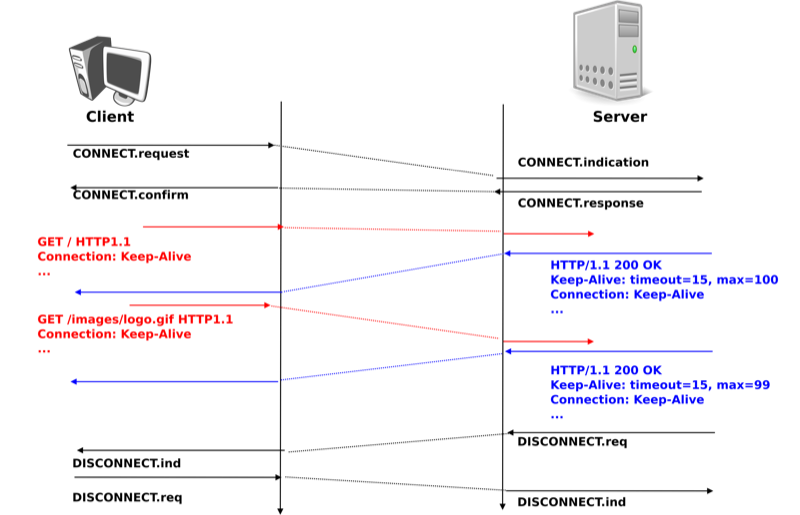 Client
Server
CONNECT.request
CONNECT.indication
CONNECT.confirm
CONNECT.response
GET / HTTP1.1
Connection: Keep-Alive
...
HTTP/1.1 200 OK
Keep-Alive: timeout=15, max=100
Connection: Keep-Alive
...
GET /images/logo.gif HTTP1.1
Connection: Keep-Alive
...
HTTP/1.1 200 OK
Keep-Alive: timeout=15, max=99
Connection: Keep-Alive
...
DISCONNECT.req
DISCONNECT.ind
DISCONNECT.req
DISCONNECT.ind